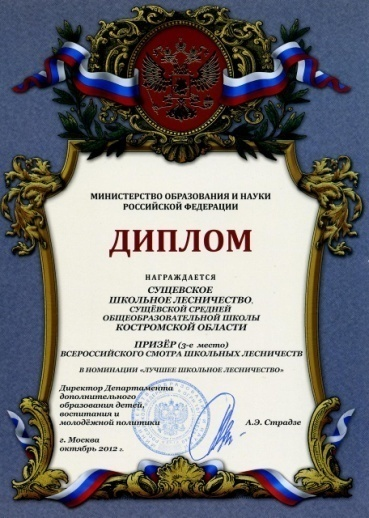 МИНИСТЕРСТВО ОБРАЗОВАНИЯ И НАУКИ
РОССИЙСКОЙ ФЕДЕРАЦИИ
ДИПЛОМ
НАГРАЖДАЕТСЯ
СУЩЕВСКОЕ
ШКОЛЬНОЕ ЛЕСНИЧЕСТВО,
СУЩЁВСКОЙ СРЕДНЕЙ
ОБЩЕОБРАЗОВАТЕЛЬНОЙ ШКОЛЫ
КОСТРОМСКОЙ ОБЛАСТИ
ПРИЗЁР (3-е место)
ВСЕРОССИЙСКОГО СМОТРА ШКОЛЬНЫХ ЛЕСНИЧЕСТВ
В НОМИНАЦИИ «ЛУЧШЕЕ ШКОЛЬНОЕ ЛЕСНИЧЕСТВО»
Директор Департамента
дополнительного
образования детей,
воспитания и
молодёжной политики
А.Э. Страдзе
г. Москва
октябрь 2012 г.